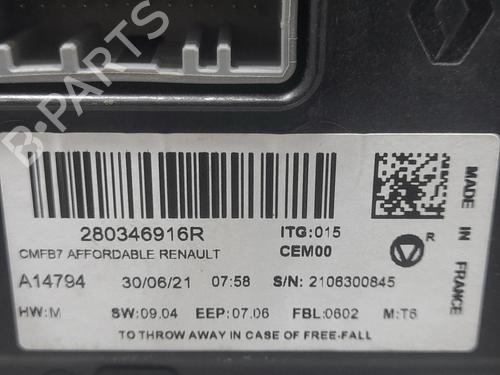 B-PARTS
280346916R
ITG:015
CMFB7 AFFORDABLE RENAULT
CEM00
R
A14794 30/06/21 07:58 S/N: 2106300845
HW:M SW:09.04 EEP:07.06 FBL:0602 M:T6
TO THROW AWAY IN CASE OF FREE-FALL
MADE IN FRANCE